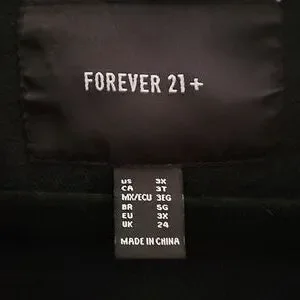 FOREVER 21+
US 3X
CA 3T
MX/ECU 3EG
BR 5G
EU 3X
UK 24
MADE IN CHINA